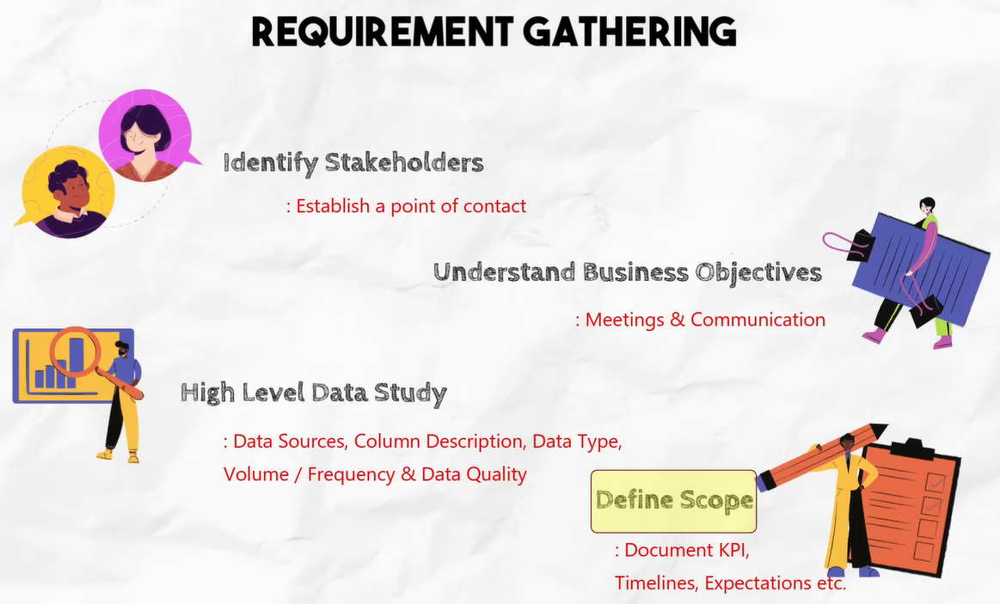 REQUIREMENT GATHERING
Identify Stakeholders
: Establish a point of contact
Understand Business Objectives
: Meetings & Communication
High Level Data Study
: Data Sources, Column Description, Data Type,
Volume / Frequency & Data Quality
Define Scope
: Document KPI,
Timelines, Expectations etc.